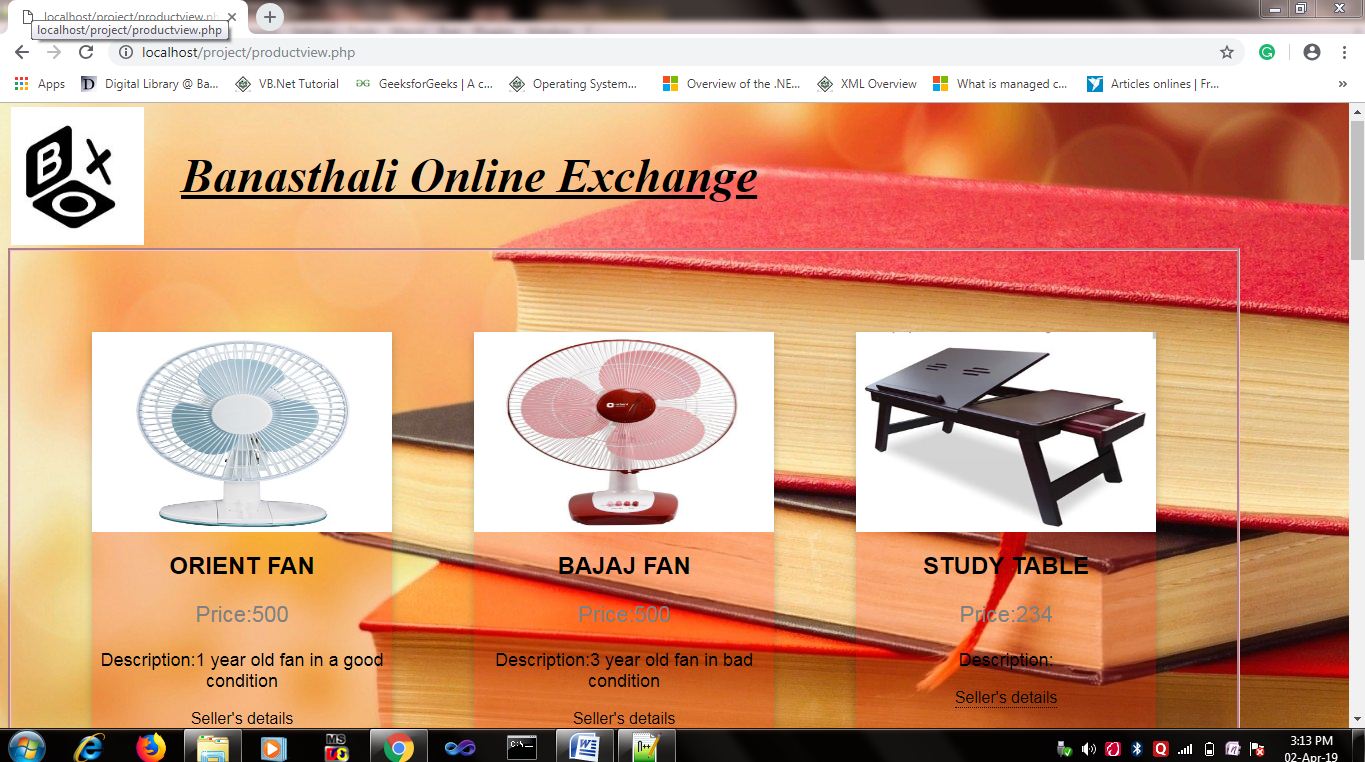 localhost/project/productview.ph
localhost/project/productview.php
localhost/project/productview.php
Apps
Digital Library @ Ba...
VB.Net Tutorial
GeeksforGeeks | A c...
Operating System...
Overview of the .NE...
XML Overview
What is managed c...
Articles onlines | Fr...
B X O
Banasthali Online Exchange
ORIENT FAN
Price:500
Description:1 year old fan in a good
condition
Seller's details
BAJAJ FAN
Price:500
Description:3 year old fan in bad
condition
Seller's details
STUDY TABLE
Price:234
Description:
Seller's details
3:13 PM
02-Apr-19